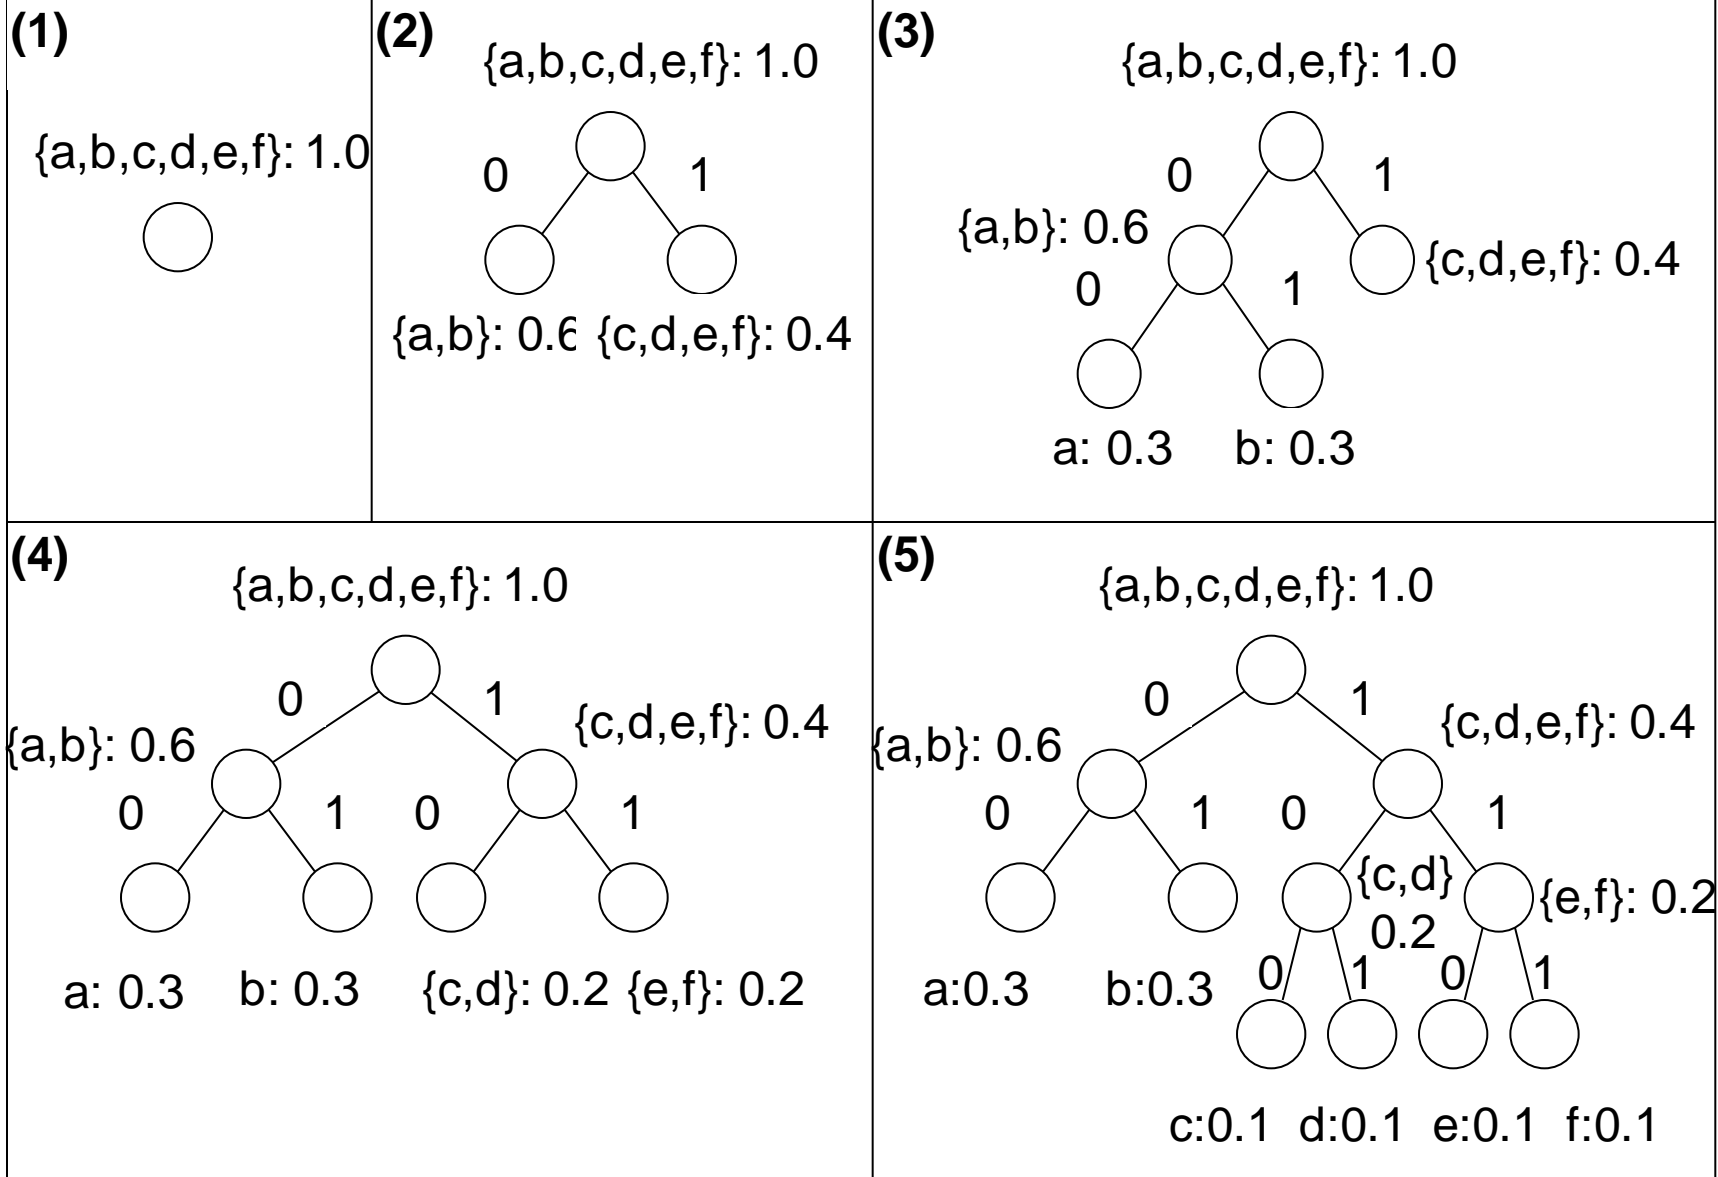 (1)
{a,b,c,d,e,f}: 1.0
(2)
{a,b,c,d,e,f}: 1.0
0 1
{a,b}: 0.6 {c,d,e,f}: 0.4
(3)
{a,b,c,d,e,f}: 1.0
0 1
{a,b}: 0.6
{c,d,e,f}: 0.4
0 1
a: 0.3 b: 0.3
(4)
{a,b,c,d,e,f}: 1.0
0 1
{c,d,e,f}: 0.4
{a,b}: 0.6
0 1 0 1
a: 0.3 b: 0.3 {c,d}: 0.2 {e,f}: 0.2
(5)
{a,b,c,d,e,f}: 1.0
0 1
{c,d,e,f}: 0.4
{a,b}: 0.6
0 1 0 1
{c,d}
{e,f}: 0.2
0.2
0 1 0 1
a:0.3 b:0.3
c:0.1 d:0.1 e:0.1 f:0.1